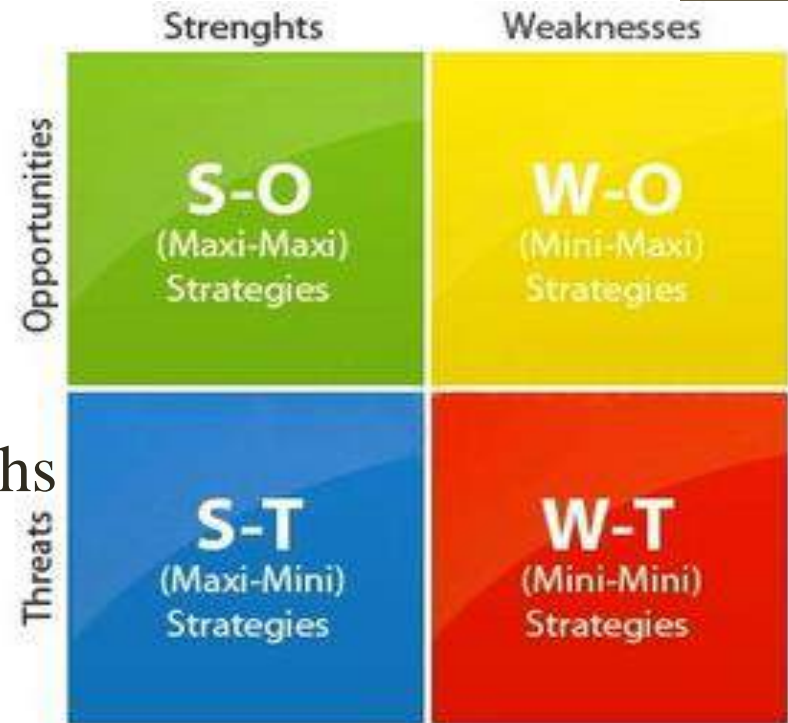 Strenghts Weaknesses
Opportunities
S-O
(Maxi-Maxi)
Strategies
W-O
(Mini-Maxi)
Strategies
hs
Threats
S-T
(Maxi-Mini)
Strategies
W-T
(Mini-Mini)
Strategies